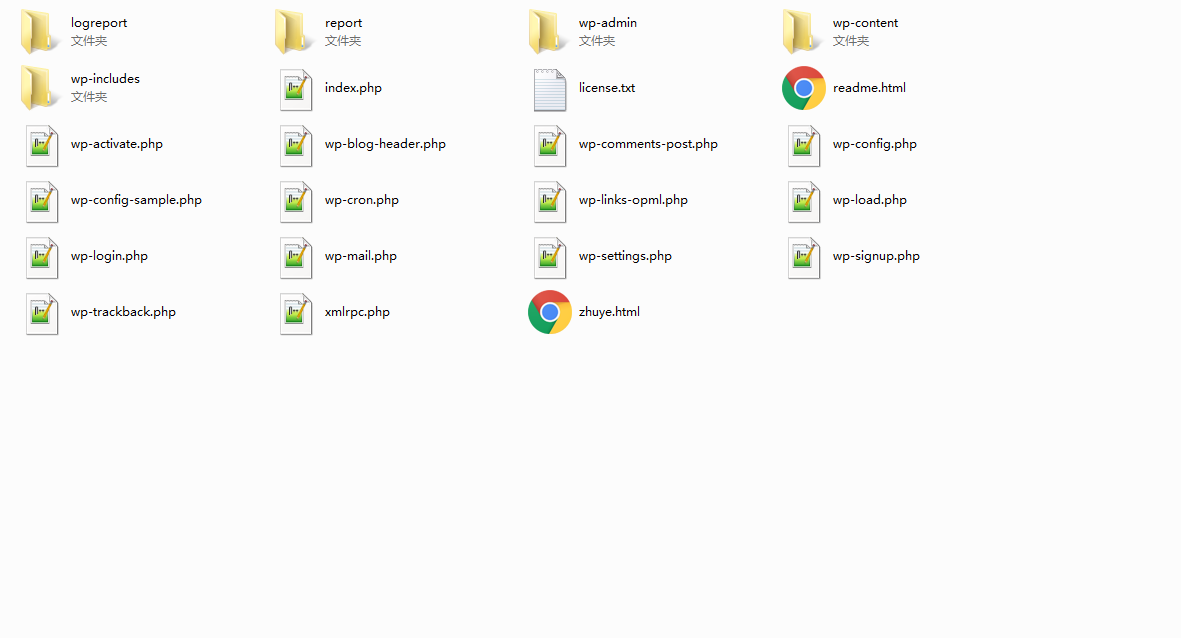 logreport
文件夹
report
文件夹
wp-admin
文件夹
wp-content
文件夹
wp-includes
文件夹
index.php
license.txt
readme.html
wp-activate.php
wp-blog-header.php
wp-comments-post.php
wp-config.php
wp-config-sample.php
wp-cron.php
wp-links-opml.php
wp-load.php
wp-login.php
wp-mail.php
wp-settings.php
wp-signup.php
wp-trackback.php
xmlrpc.php
zhuye.html